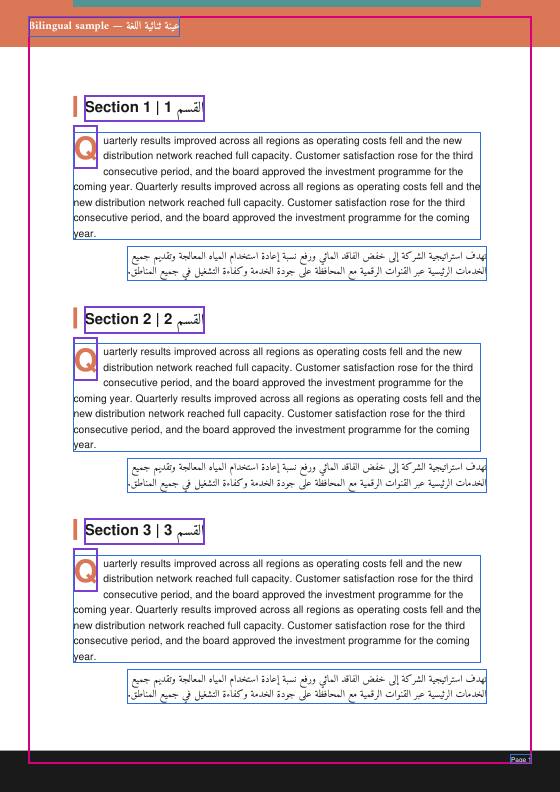 Bilingual sample — عينة ثنائية اللغة
Section 1 | القسم 1
Quarterly results improved across all regions as operating costs fell and the new
distribution network reached full capacity. Customer satisfaction rose for the third
consecutive period, and the board approved the investment programme for the
coming year. Quarterly results improved across all regions as operating costs fell and the
new distribution network reached full capacity. Customer satisfaction rose for the third
consecutive period, and the board approved the investment programme for the coming
year.
تهدف استراتيجية الشركة إلى خفض الفاقد المائي ورفع نسبة إعادة استخدام المياه المعالجة وتقديم جميع
الخدمات الرئيسية عبر القنوات الرقمية مع المحافظة على جودة الخدمة وكفاءة التشغيل في جميع المناطق.
Section 2 | القسم 2
Quarterly results improved across all regions as operating costs fell and the new
distribution network reached full capacity. Customer satisfaction rose for the third
consecutive period, and the board approved the investment programme for the
coming year. Quarterly results improved across all regions as operating costs fell and the
new distribution network reached full capacity. Customer satisfaction rose for the third
consecutive period, and the board approved the investment programme for the coming
year.
تهدف استراتيجية الشركة إلى خفض الفاقد المائي ورفع نسبة إعادة استخدام المياه المعالجة وتقديم جميع
الخدمات الرئيسية عبر القنوات الرقمية مع المحافظة على جودة الخدمة وكفاءة التشغيل في جميع المناطق.
Section 3 | القسم 3
Quarterly results improved across all regions as operating costs fell and the new
distribution network reached full capacity. Customer satisfaction rose for the third
consecutive period, and the board approved the investment programme for the
coming year. Quarterly results improved across all regions as operating costs fell and the
new distribution network reached full capacity. Customer satisfaction rose for the third
consecutive period, and the board approved the investment programme for the coming
year.
تهدف استراتيجية الشركة إلى خفض الفاقد المائي ورفع نسبة إعادة استخدام المياه المعالجة وتقديم جميع
الخدمات الرئيسية عبر القنوات الرقمية مع المحافظة على جودة الخدمة وكفاءة التشغيل في جميع المناطق.
Page 1